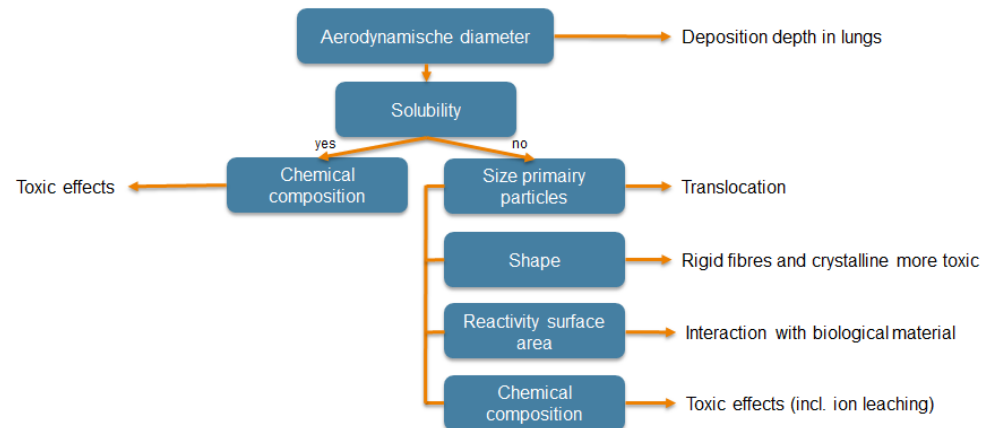 Aerodynamische diameter
Deposition depth in lungs
Solubility
yes
no
Toxic effects
Chemical
composition
Size primairy
particles
Translocation
Shape
Rigid fibres and crystalline more toxic
Reactivity surface
area
Interaction with biological material
Chemical
composition
Toxic effects (incl. ion leaching)